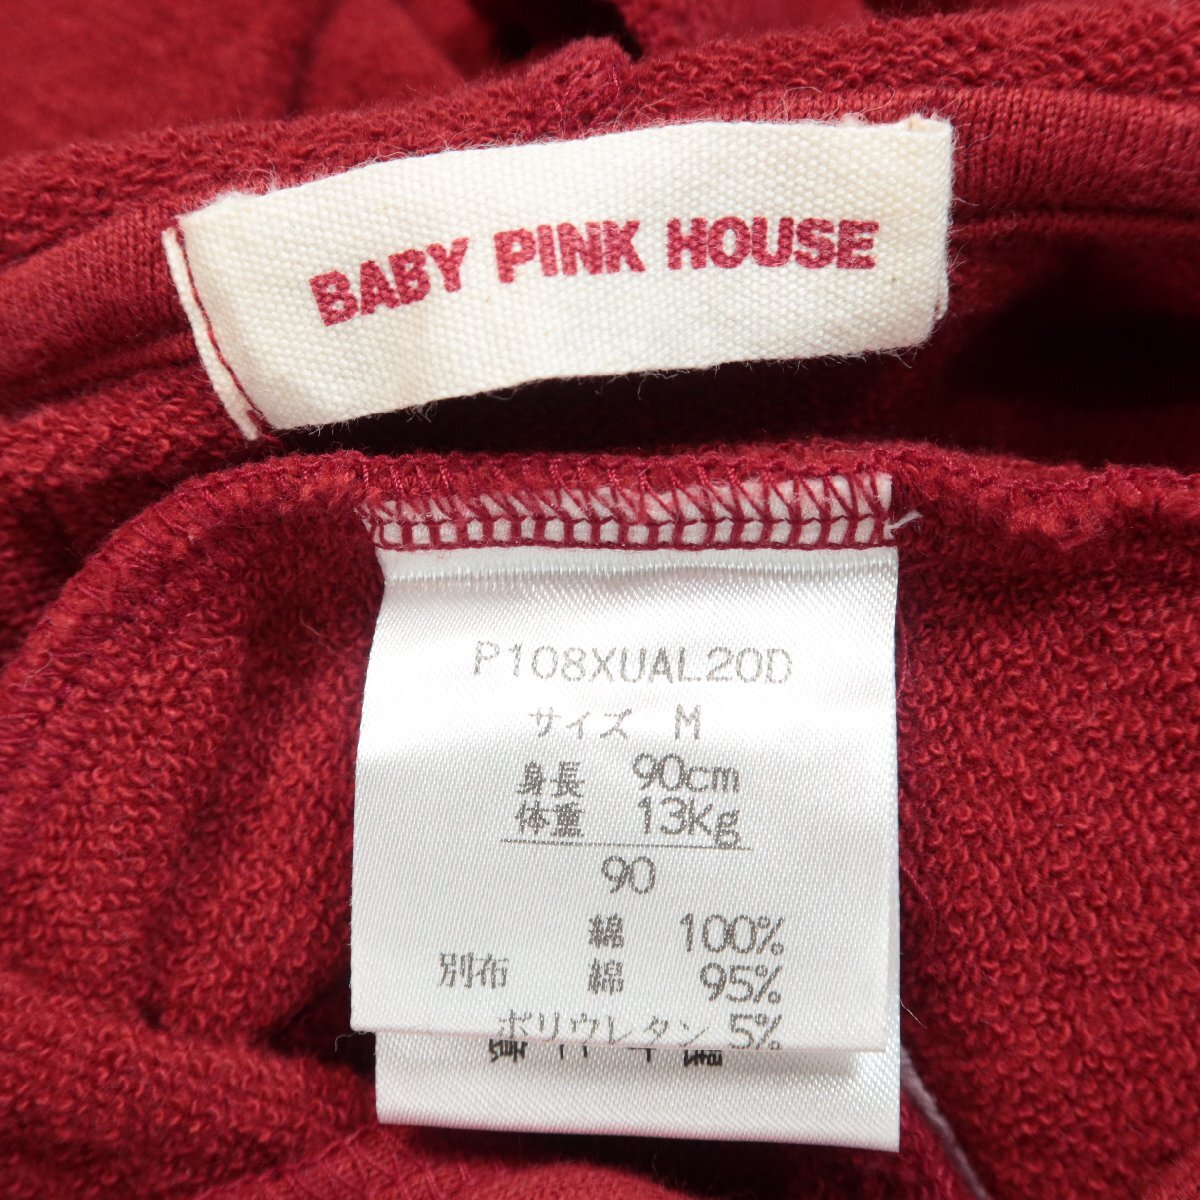 BABY PINK HOUSE
P108XUAL20D
サイズ M
身長 90cm
体重 13Kg
90
綿 100%
別布 綿 95%
ポリウレタン 5%